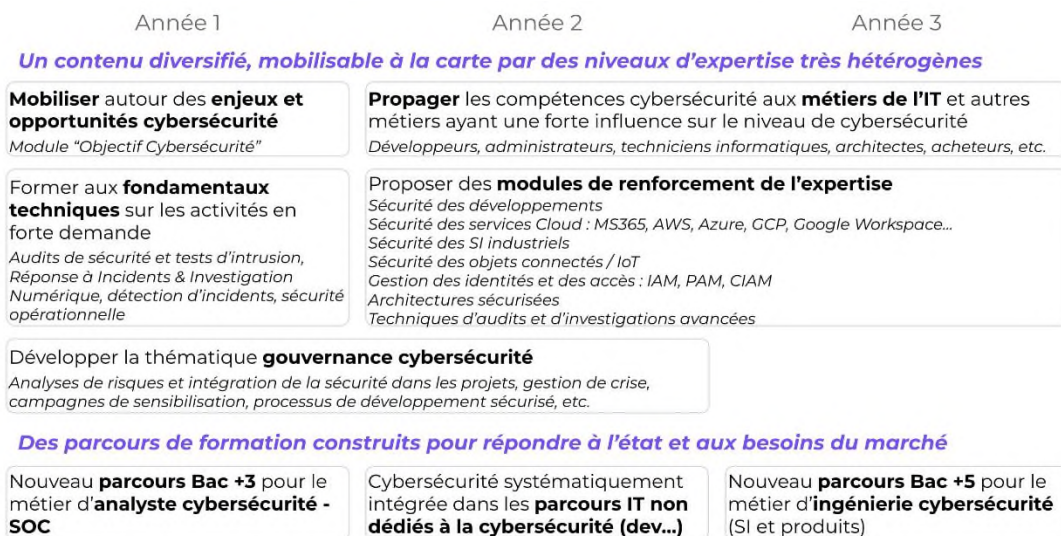 Année 1
Année 2
Année 3
Un contenu diversifié, mobilisable à la carte par des niveaux d'expertise très hétérogènes
Mobiliser autour des enjeux et
opportunités cybersécurité
Module “Objectif Cybersécurité”
Propager les compétences cybersécurité aux métiers de l'IT et autres
métiers ayant une forte influence sur le niveau de cybersécurité
Développeurs, administrateurs, techniciens informatiques, architectes, acheteurs, etc.
Former aux fondamentaux
techniques sur les activités en
forte demande
Audits de sécurité et tests d'intrusion,
Réponse à Incidents & Investigation
Numérique, détection d'incidents, sécurité
opérationnelle
Proposer des modules de renforcement de l'expertise
Sécurité des développements
Sécurité des services Cloud : MS365, AWS, Azure, GCP, Google Workspace...
Sécurité des SI industriels
Sécurité des objets connectés / IoT
Gestion des identités et des accès : IAM, PAM, CIAM
Architectures sécurisées
Techniques d'audits et d'investigations avancées
Développer la thématique gouvernance cybersécurité
Analyses de risques et intégration de la sécurité dans les projets, gestion de crise,
campagnes de sensibilisation, processus de développement sécurisé, etc.
Des parcours de formation construits pour répondre à l'état et aux besoins du marché
Nouveau parcours Bac +3 pour le
métier d'analyste cybersécurité -
SOC
Cybersécurité systématiquement
intégrée dans les parcours IT non
dédiés à la cybersécurité (dev...)
Nouveau parcours Bac +5 pour le
métier d'ingénierie cybersécurité
(SI et produits)